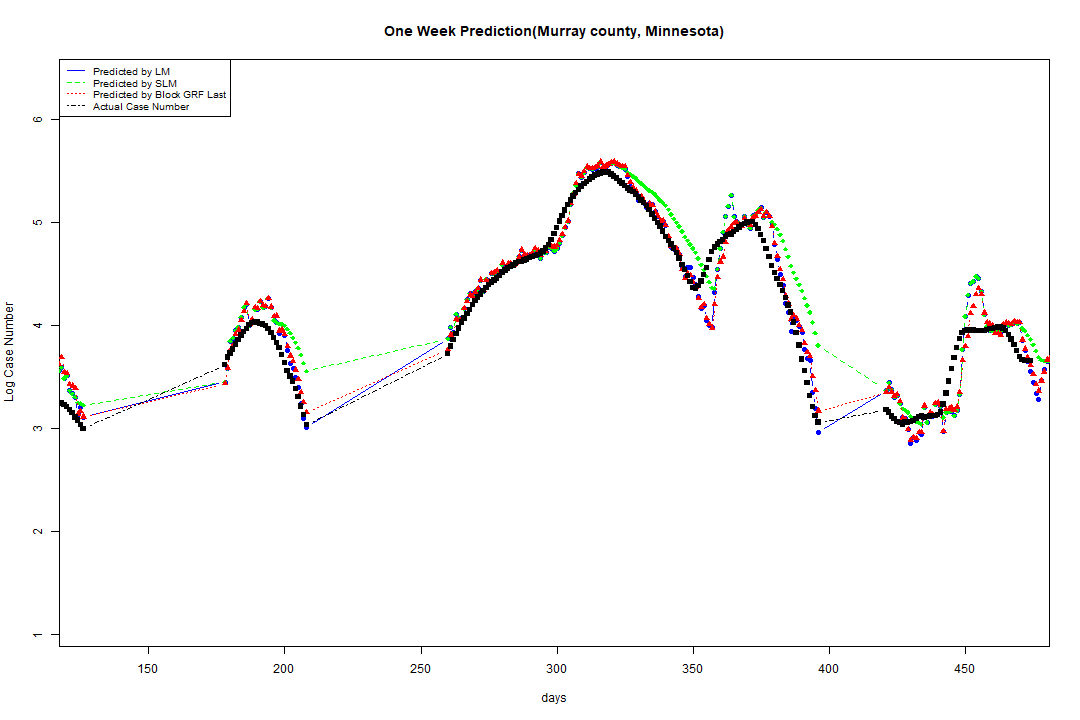 One Week Prediction(Murray county, Minnesota)
Predicted by LM
Predicted by SLM
Predicted by Block GRF Last
Actual Case Number
Log Case Number
6
5
4
3
2
1
150
200
250
300
350
400
450
days